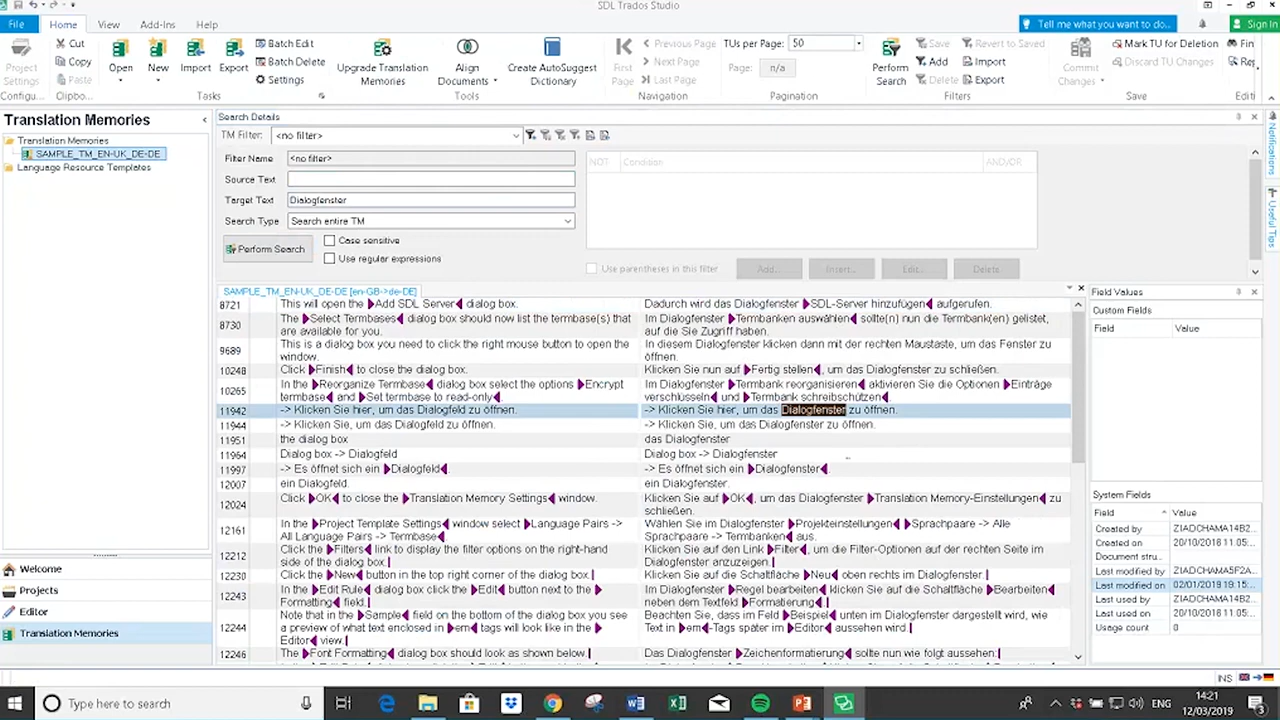 SDL Trados Studio
File Home View Add-Ins Help Tell me what you want to do... Sign In
Project Settings Cut Copy Paste Open New Import Export Batch Edit Batch Delete Settings Upgrade Translation Memories Align Documents Create AutoSuggest Dictionary First Page Previous Page Next Page Last Page TUs per Page: 50 Page: n/a Perform Search Save Add Delete Revert to Saved Import Export Commit Changes Mark TU for Deletion Discard TU Changes Fin Re
Configu... Clipbo... Tasks Tools Navigation Pagination Filters Save Editi
Translation Memories
Translation Memories
SAMPLE_TM_EN-UK_DE-DE
Language Resource Templates
Welcome
Projects
Editor
Translation Memories
Search Details
TM Filter: <no filter>
Filter Name <no filter>
Source Text
Target Text Dialogfenster
Search Type Search entire TM
Perform Search Case sensitive
Use regular expressions
NOT Condition AND/OR
Use parentheses in this filter Add... Insert... Edit... Delete
SAMPLE_TM_EN-UK_DE-DE [en-GB->de-DE]
8721 This will open the Add SDL Server dialog box. Dadurch wird das Dialogfenster SDL-Server hinzufügen aufgerufen.
8730 The Select Termbases dialog box should now list the termbase(s) that Im Dialogfenster Termbanken auswählen sollte(n) nun die Termbank(en) gelistet,
are available for you. auf die Sie Zugriff haben.
9689 This is a dialog box you need to click the right mouse button to open the In diesem Dialogfenster klicken dann mit der rechten Maustaste, um das Fenster zu
window. öffnen.
10248 Click Finish to close the dialog box. Klicken Sie nun auf Fertig stellen, um das Dialogfenster zu schließen.
10265 In the Reorganize Termbase dialog box select the options Encrypt Im Dialogfenster Termbank reorganisieren aktivieren Sie die Optionen Einträge
termbase and Set termbase to read-only. verschlüsseln und Termbank schreibschützen.
11942 -> Klicken Sie hier, um das Dialogfeld zu öffnen. -> Klicken Sie hier, um das Dialogfenster zu öffnen.
11944 -> Klicken Sie, um das Dialogfeld zu öffnen. -> Klicken Sie, um das Dialogfenster zu öffnen.
11951 the dialog box das Dialogfenster
11964 Dialog box -> Dialogfeld Dialog box -> Dialogfenster
11997 -> Es öffnet sich ein Dialogfeld. -> Es öffnet sich ein Dialogfenster.
12007 ein Dialogfeld. ein Dialogfenster.
12024 Click OK to close the Translation Memory Settings window. Klicken Sie auf OK, um das Dialogfenster Translation Memory-Einstellungen zu
schließen.
12161 In the Project Template Settings window select Language Pairs -> Wählen Sie im Dialogfenster Projekteinstellungen Sprachpaare -> Alle
All Language Pairs -> Termbase. Sprachpaare -> Termbanken aus.
12212 Click the Filters link to display the filter options on the right-hand Klicken Sie auf den Link Filter, um die Filter-Optionen auf der rechten Seite im
side of the dialog box. Dialogfenster anzuzeigen.
12230 Click the New button in the top right corner of the dialog box. Klicken Sie auf die Schaltfläche Neu oben rechts im Dialogfenster.
12243 In the Edit Rule dialog box click the Edit button next to the Im Dialogfenster Regel bearbeiten klicken Sie auf die Schaltfläche Bearbeiten
Formatting field. neben dem Textfeld Formatierung.
12244 Note that in the Sample field on the bottom of the dialog box you see Beachten Sie, dass im Feld Beispiel unten im Dialogfenster dargestellt wird, wie
a preview of what text enclosed in em tags will look like in the Text in em-Tags später im Editor aussehen wird.
Editor view.
12246 The Font Formatting dialog box should look as shown below. Das Dialogfenster Zeichenformatierung sollte nun wie folgt aussehen:
Field Values
Custom Fields
Field Value
System Fields
Field Value
Created by ZIADCHAMA14B2...
Created on 20/10/2018 11:05:...
Document stru...
Last modified by ZIADCHAMA5F2A...
Last modified on 02/01/2019 19:15:...
Last used by ZIADCHAMA14B2...
Last used on 20/10/2018 11:05:...
Usage count 0
Notifications
Useful Tips
INS
Type here to search
ENG
14:21
12/03/2019
3